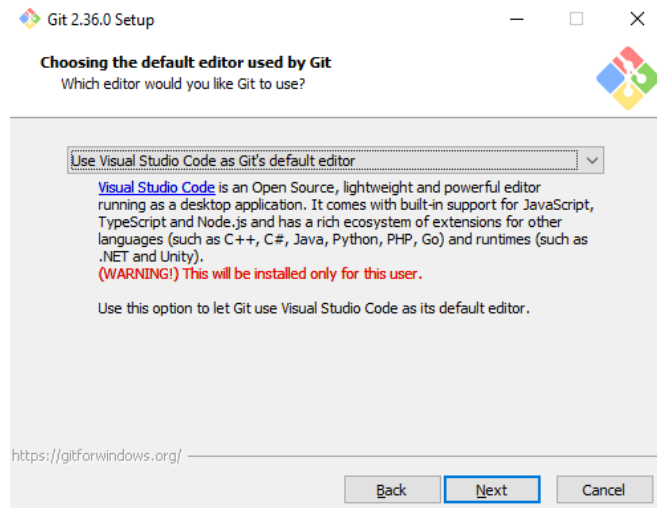 Git 2.36.0 Setup
Choosing the default editor used by Git
Which editor would you like Git to use?
Use Visual Studio Code as Git's default editor
Visual Studio Code is an Open Source, lightweight and powerful editor
running as a desktop application. It comes with built-in support for JavaScript,
TypeScript and Node.js and has a rich ecosystem of extensions for other
languages (such as C++, C#, Java, Python, PHP, Go) and runtimes (such as
.NET and Unity).
(WARNING!) This will be installed only for this user.
Use this option to let Git use Visual Studio Code as its default editor.
https://gitforwindows.org/
Back Next Cancel